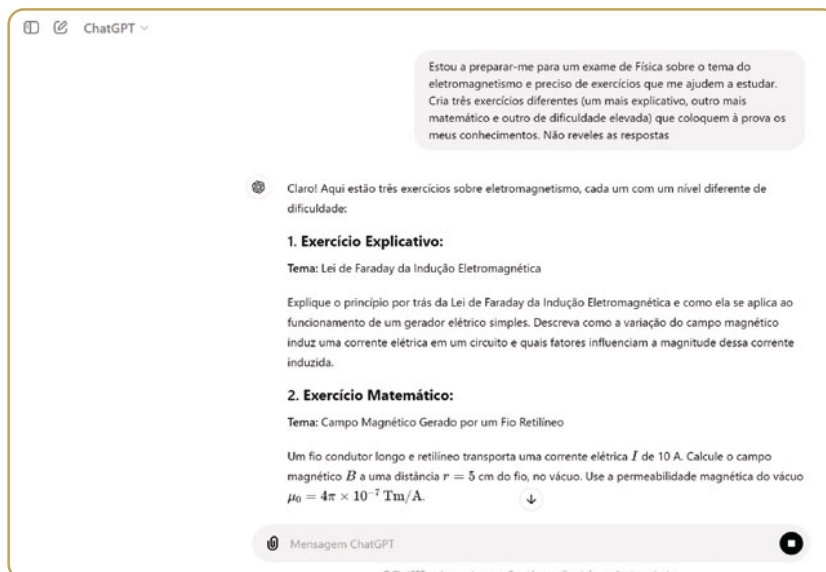 ChatGPT
Estou a preparar-me para um exame de Física sobre o tema do
eletromagnetismo e preciso de exercícios que me ajudem a estudar.
Cria três exercícios diferentes (um mais explicativo, outro mais
matemático e outro de dificuldade elevada) que coloquem à prova os
meus conhecimentos. Não reveles as respostas
Claro! Aqui estão três exercícios sobre eletromagnetismo, cada um com um nível diferente de
dificuldade:
1. Exercício Explicativo:
Tema: Lei de Faraday da Indução Eletromagnética
Explique o princípio por trás da Lei de Faraday da Indução Eletromagnética e como ela se aplica ao
funcionamento de um gerador elétrico simples. Descreva como a variação do campo magnético
induz uma corrente elétrica em um circuito e quais fatores influenciam a magnitude dessa corrente
induzida.
2. Exercício Matemático:
Tema: Campo Magnético Gerado por um Fio Retilíneo
Um fio condutor longo e retilíneo transporta uma corrente elétrica I de 10 A. Calcule o campo
magnético B a uma distância r = 5 cm do fio, no vácuo. Use a permeabilidade magnética do vácuo
μ₀ = 4π × 10⁻⁷ Tm/A.
Mensagem ChatGPT